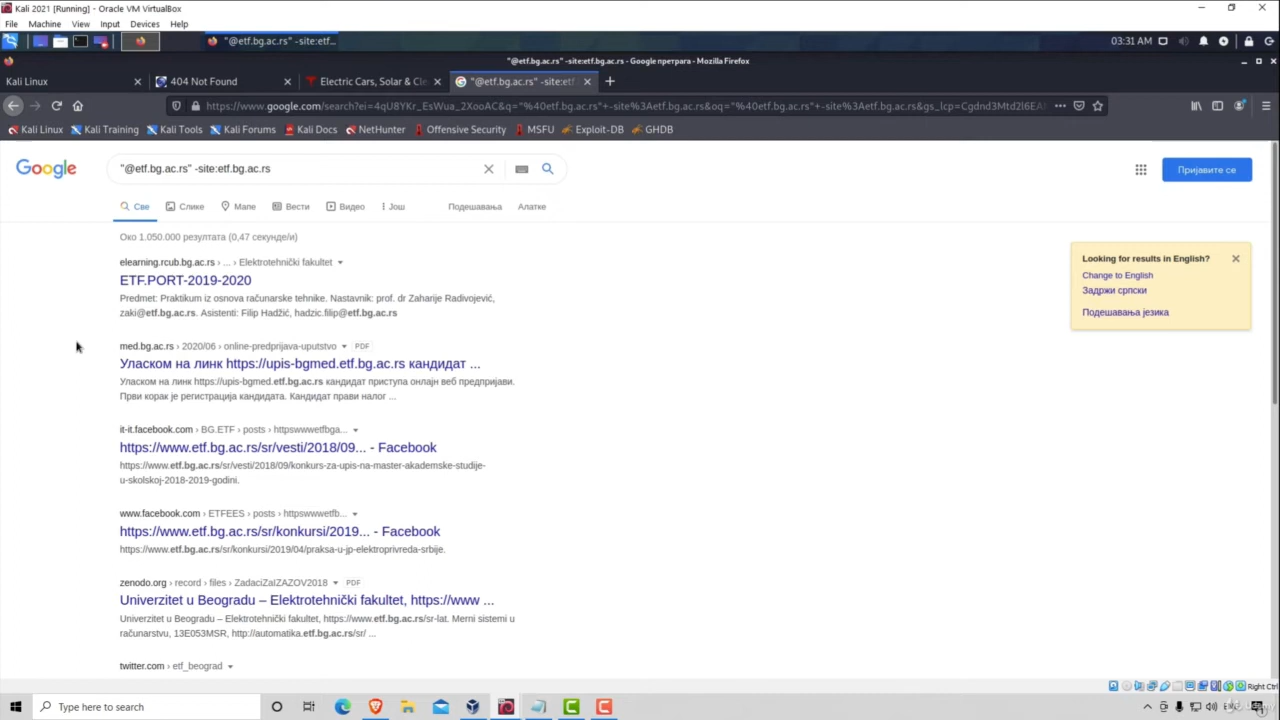 Kali 2021 [Running] - Oracle VM VirtualBox
File Machine View Input Devices Help
"@etf.bg.ac.rs" -site:etf...
03:31 AM
"@etf.bg.ac.rs" -site:etf.bg.ac.rs - Google претрага - Mozilla Firefox
Kali Linux
404 Not Found
Electric Cars, Solar & Cle
"@etf.bg.ac.rs" -site:etf
https://www.google.com/search?ei=4qU8YKr_EsWua_2XooAC&q="%40etf.bg.ac.rs"+-site%3Aetf.bg.ac.rs&oq="%40etf.bg.ac.rs"+-site%3Aetf.bg.ac.rs&gs_lcp=Cgdnd3Mtd2l6EA
Kali Linux Kali Training Kali Tools Kali Forums Kali Docs NetHunter Offensive Security MSFU Exploit-DB GHDB
Google
"@etf.bg.ac.rs" -site:etf.bg.ac.rs
Пријавите се
Све Слике Мапе Вести Видео Још Подешавања Алатке
Око 1.050.000 резултата (0,47 секунде/и)
elearning.rcub.bg.ac.rs › ... › Elektrotehnički fakultet
ETF.PORT-2019-2020
Predmet: Praktikum iz osnova računarske tehnike. Nastavnik: prof. dr Zaharije Radivojević,
zaki@etf.bg.ac.rs. Asistenti: Filip Hadžić, hadzic.filip@etf.bg.ac.rs
med.bg.ac.rs › 2020/06 › online-predprijava-uputstvo PDF
Уласком на линк https://upis-bgmed.etf.bg.ac.rs кандидат ...
Уласком на линк https://upis-bgmed.etf.bg.ac.rs кандидат приступа онлајн веб предпријави.
Први корак је регистрација кандидата. Кандидат прави налог ...
it-it.facebook.com › BG.ETF › posts › httpswwwetfbga...
https://www.etf.bg.ac.rs/sr/vesti/2018/09... - Facebook
https://www.etf.bg.ac.rs/sr/vesti/2018/09/konkurs-za-upis-na-master-akademske-studije-
u-skolskoj-2018-2019-godini.
www.facebook.com › ETFEES › posts › httpswwwetfb...
https://www.etf.bg.ac.rs/sr/konkursi/2019... - Facebook
https://www.etf.bg.ac.rs/sr/konkursi/2019/04/praksa-u-jp-elektroprivreda-srbije.
zenodo.org › record › files › ZadaciZaIZAZOV2018 PDF
Univerzitet u Beogradu – Elektrotehnički fakultet, https://www ...
Univerzitet u Beogradu – Elektrotehnički fakultet, https://www.etf.bg.ac.rs/sr-lat. Merni sistemi u
računarstvu, 13E053MSR, http://automatika.etf.bg.ac.rs/sr/ ...
twitter.com › etf_beograd
Looking for results in English?
Change to English
Задржи српски
Подешавања језика
Right Ctrl
Type here to search